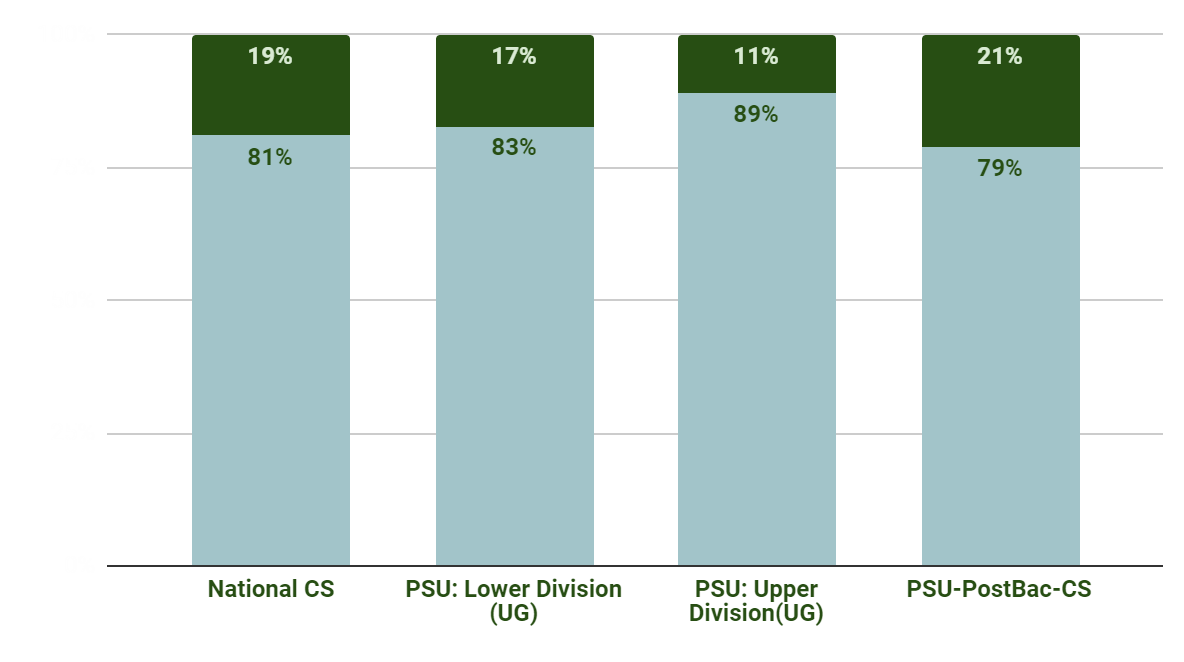 19%
17%
11%
21%
81%
83%
89%
79%
National CS
PSU: Lower Division
(UG)
PSU: Upper
Division(UG)
PSU-PostBac-CS